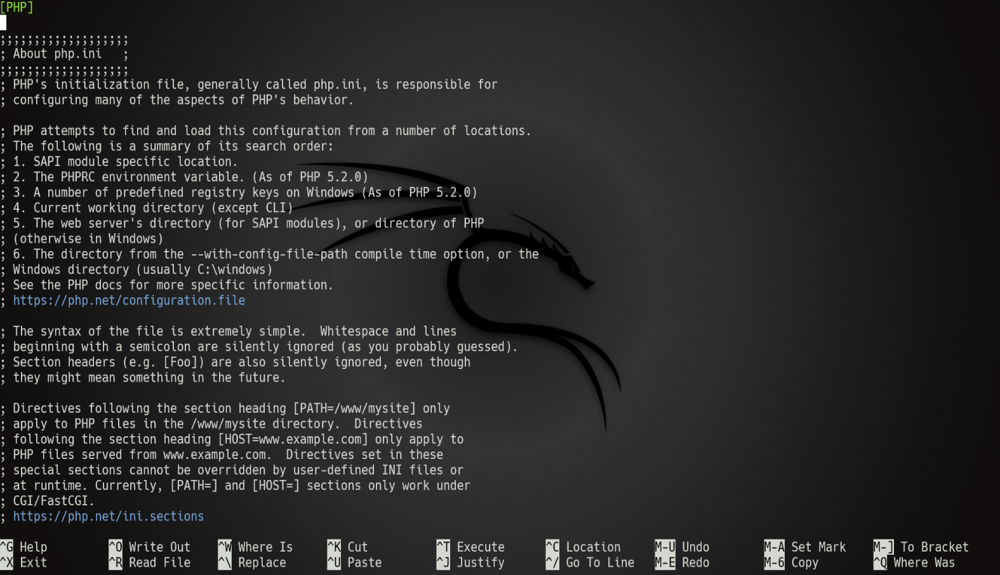 [PHP]
;;;;;;;;;;;;;;;;;;;
; About php.ini   ;
;;;;;;;;;;;;;;;;;;;
; PHP's initialization file, generally called php.ini, is responsible for
; configuring many of the aspects of PHP's behavior.
; PHP attempts to find and load this configuration from a number of locations.
; The following is a summary of its search order:
; 1. SAPI module specific location.
; 2. The PHPRC environment variable. (As of PHP 5.2.0)
; 3. A number of predefined registry keys on Windows (As of PHP 5.2.0)
; 4. Current working directory (except CLI)
; 5. The web server's directory (for SAPI modules), or directory of PHP
; (otherwise in Windows)
; 6. The directory from the --with-config-file-path compile time option, or the
; Windows directory (usually C:\windows)
; See the PHP docs for more specific information.
; https://php.net/configuration.file
; The syntax of the file is extremely simple.  Whitespace and lines
; beginning with a semicolon are silently ignored (as you probably guessed).
; Section headers (e.g. [Foo]) are also silently ignored, even though
; they might mean something in the future.
; Directives following the section heading [PATH=/www/mysite] only
; apply to PHP files in the /www/mysite directory.  Directives
; following the section heading [HOST=www.example.com] only apply to
; PHP files served from www.example.com.  Directives set in these
; special sections cannot be overridden by user-defined INI files or
; at runtime. Currently, [PATH=] and [HOST=] sections only work under
; CGI/FastCGI.
; https://php.net/ini.sections
^G Help ^O Write Out ^W Where Is ^K Cut ^T Execute ^C Location M-U Undo M-A Set Mark M-] To Bracket
^X Exit ^R Read File ^\ Replace ^U Paste ^J Justify ^/ Go To Line M-E Redo M-6 Copy ^Q Where Was